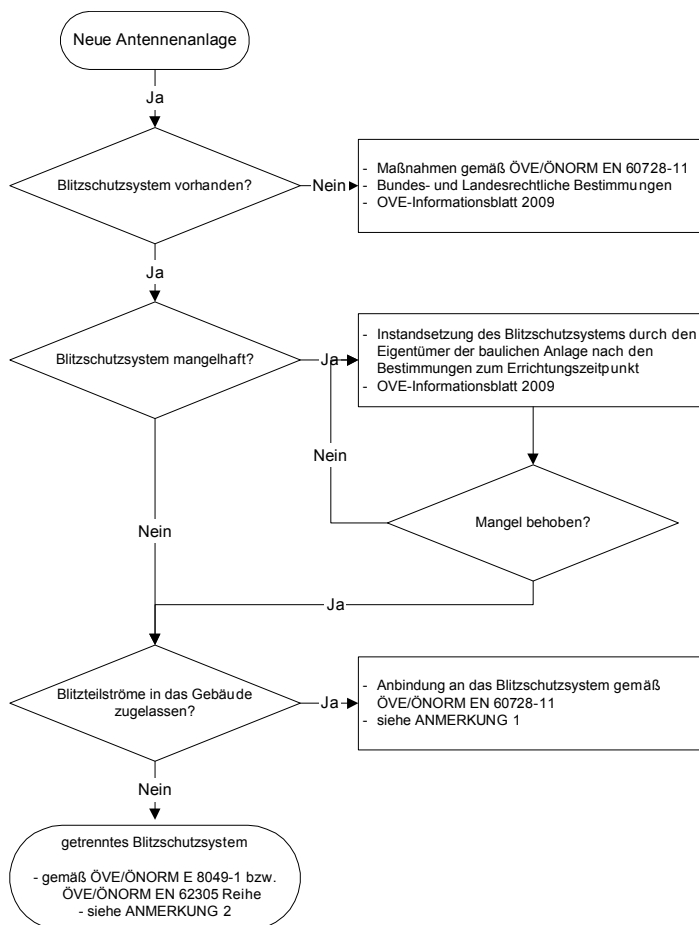 Neue Antennenanlage
Ja
Blitzschutzsystem vorhanden?
Nein
- Maßnahmen gemäß ÖVE/ÖNORM EN 60728-11
- Bundes- und Landesrechtliche Bestimmungen
- OVE-Informationsblatt 2009
Ja
Blitzschutzsystem mangelhaft?
Ja
- Instandsetzung des Blitzschutzsystems durch den
Eigentümer der baulichen Anlage nach den
Bestimmungen zum Errichtungszeitpunkt
- OVE-Informationsblatt 2009
Nein
Mangel behoben?
Nein
Ja
Blitzteilströme in das Gebäude
zugelassen?
Ja
- Anbindung an das Blitzschutzsystem gemäß
ÖVE/ÖNORM EN 60728-11
- siehe ANMERKUNG 1
Nein
getrenntes Blitzschutzsystem
- gemäß ÖVE/ÖNORM E 8049-1 bzw.
ÖVE/ÖNORM EN 62305 Reihe
- siehe ANMERKUNG 2